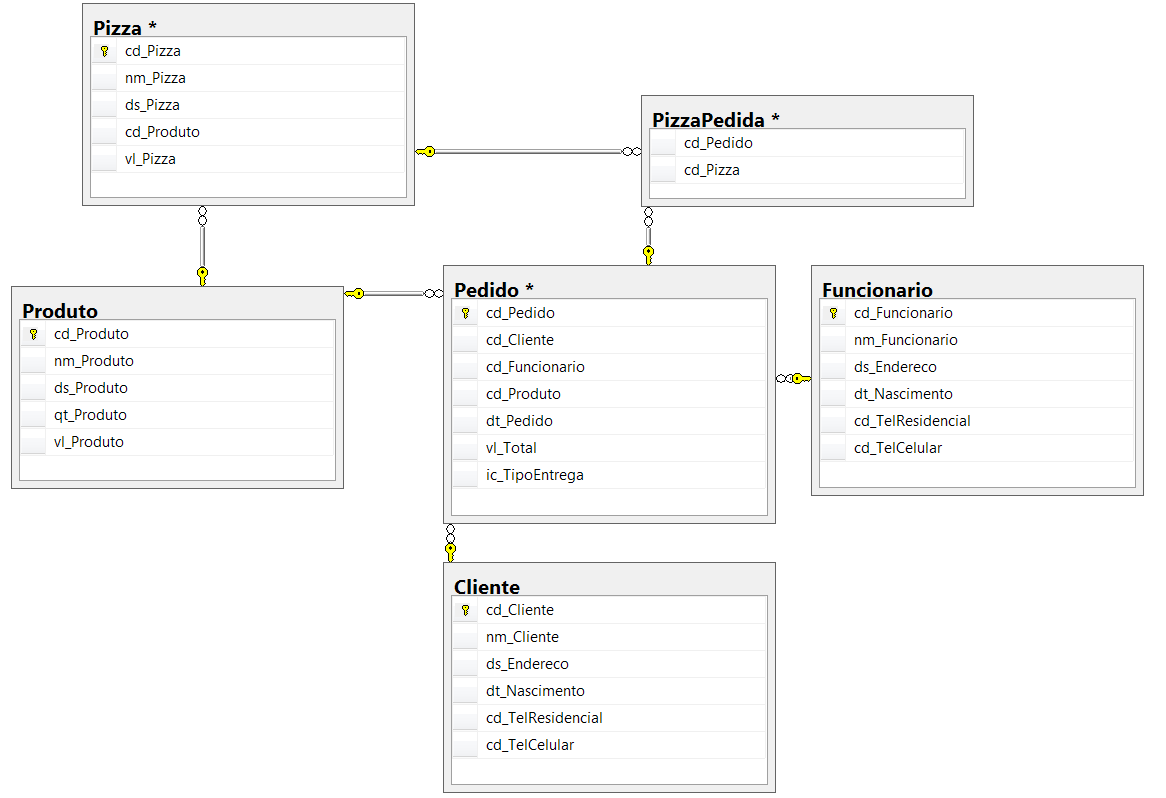 Pizza *
cd_Pizza
nm_Pizza
ds_Pizza
cd_Produto
vl_Pizza
PizzaPedida *
cd_Pedido
cd_Pizza
Produto
cd_Produto
nm_Produto
ds_Produto
qt_Produto
vl_Produto
Pedido *
cd_Pedido
cd_Cliente
cd_Funcionario
cd_Produto
dt_Pedido
vl_Total
ic_TipoEntrega
Funcionario
cd_Funcionario
nm_Funcionario
ds_Endereco
dt_Nascimento
cd_TelResidencial
cd_TelCelular
Cliente
cd_Cliente
nm_Cliente
ds_Endereco
dt_Nascimento
cd_TelResidencial
cd_TelCelular